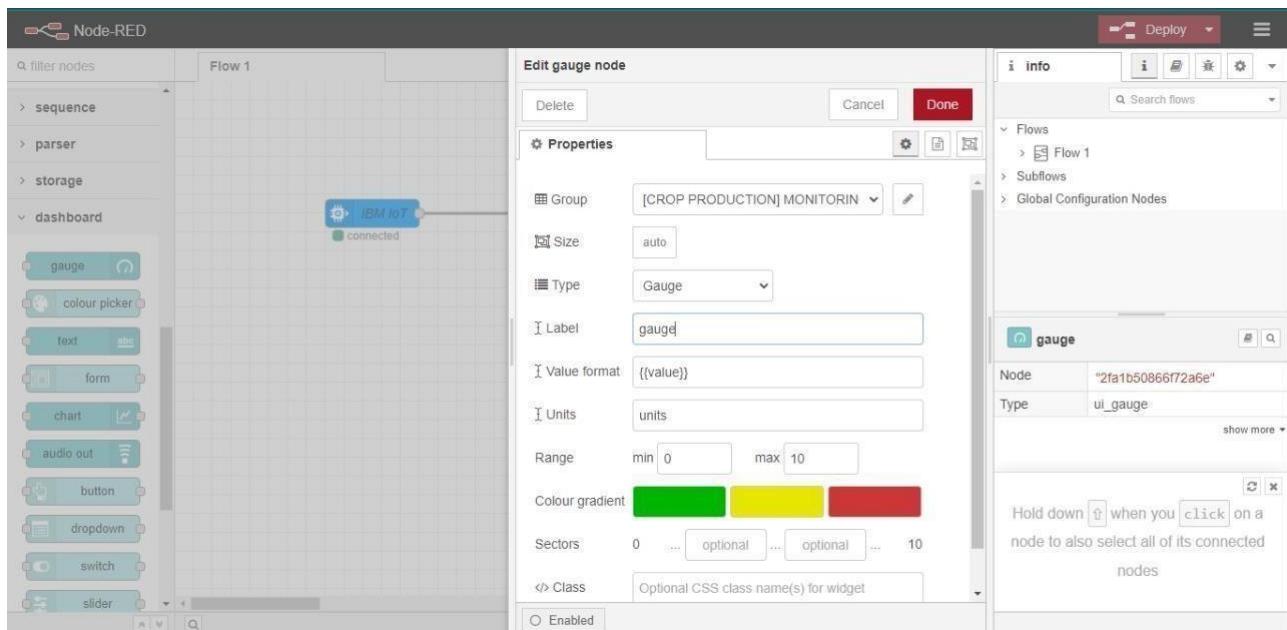 Node-RED
Deploy
filter nodes
sequence
parser
storage
dashboard
gauge
colour picker
text
abc
form
chart
audio out
button
dropdown
switch
slider
Flow 1
IBM IoT
connected
Edit gauge node
Delete
Cancel
Done
Properties
Group
[CROP PRODUCTION] MONITORIN
Size
auto
Type
Gauge
Label
gauge
Value format
{{value}}
Units
units
Range
min 0
max 10
Colour gradient
Sectors
0 ... optional ... optional ... 10
</> Class
Optional CSS class name(s) for widget
Enabled
i info
i
Search flows
Flows
Flow 1
Subflows
Global Configuration Nodes
gauge
Node "2fa1b50866f72a6e"
Type ui_gauge
show more
Hold down ⇧ when you click on a
node to also select all of its connected
nodes